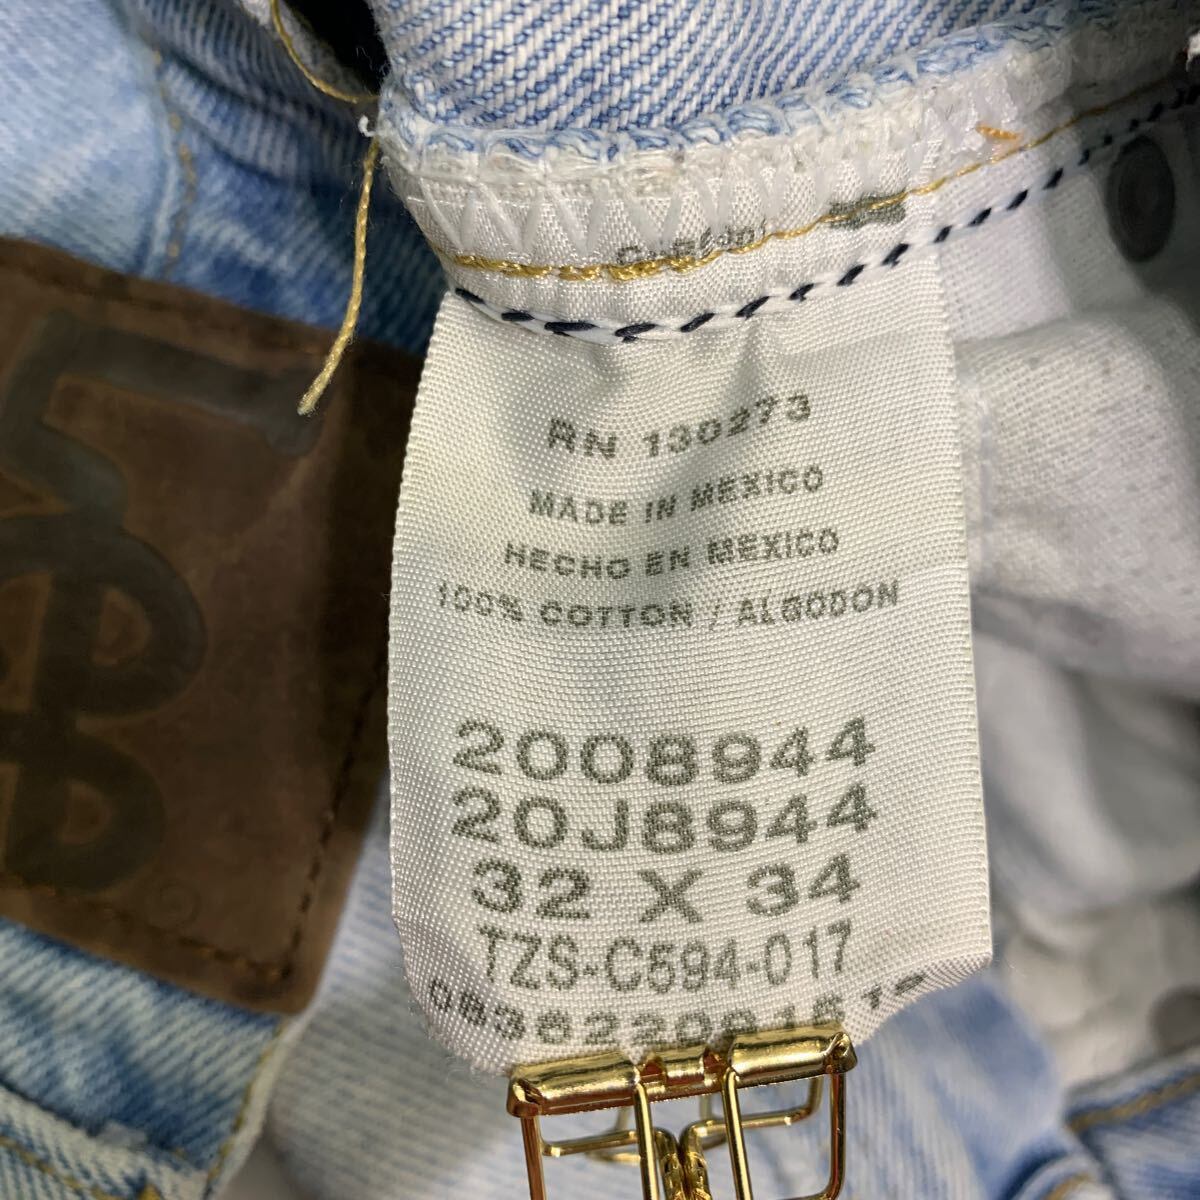 RN 130273
MADE IN MEXICO
HECHO EN MEXICO
100% COTTON / ALGODON
2008944
20J8944
32 X 34
TZS-C594-017